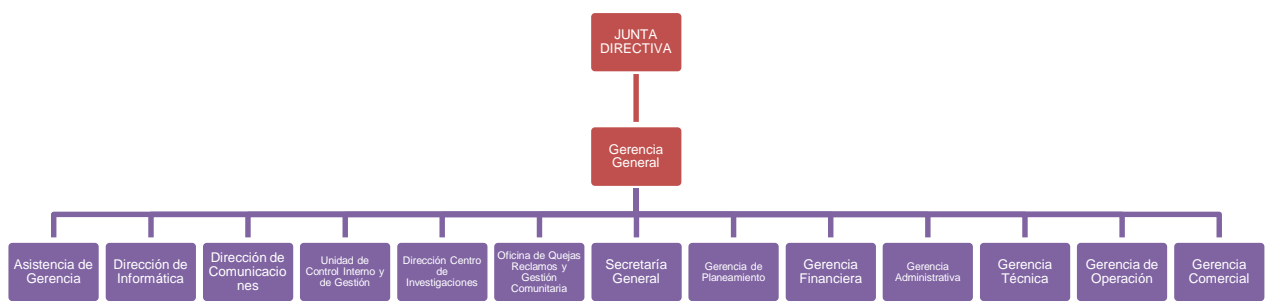 JUNTA
DIRECTIVA
Gerencia
General
Asistencia de
Gerencia
Dirección de
Informática
Dirección de
Comunicacio
nes
Unidad de
Control Interno y
de Gestión
Dirección Centro
de
Investigaciones
Oficina de Quejas
Reclamos y
Gestión
Comunitaria
Secretaría
General
Gerencia de
Planeamiento
Gerencia
Financiera
Gerencia
Administrativa
Gerencia
Técnica
Gerencia de
Operación
Gerencia
Comercial